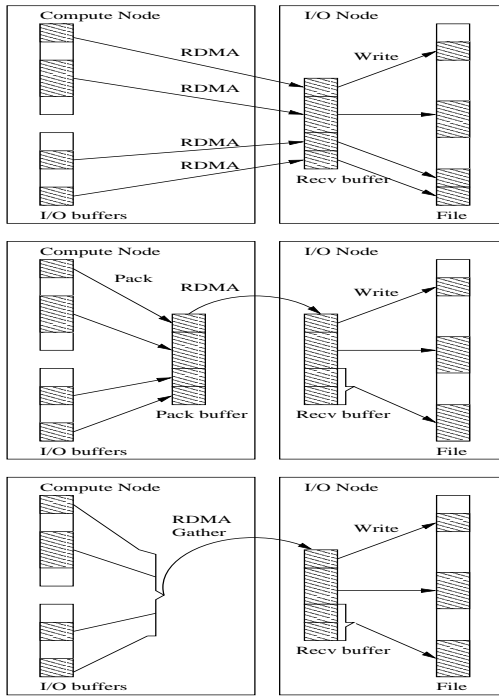 Compute Node
I/O Node
RDMA
Write
RDMA
RDMA
RDMA
Recv buffer
I/O buffers
File
Compute Node
I/O Node
Pack
RDMA
Write
Pack buffer
Recv buffer
I/O buffers
File
Compute Node
I/O Node
RDMA
Gather
Write
Recv buffer
I/O buffers
File